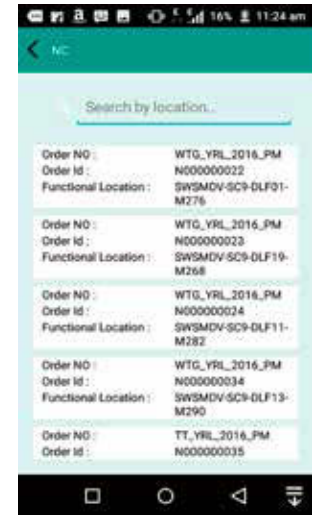 16% 11:24 am
NC
Search by location...
Order NO : WTG_YRL_2016_PM
Order Id : N000000022
Functional Location : SWSMDV-SC9-DLF01-
M276
Order NO : WTG_YRL_2016_PM
Order Id : N000000023
Functional Location : SWSMDV-SC9-DLF19-
M268
Order NO : WTG_YRL_2016_PM
Order Id : N000000024
Functional Location : SWSMDV-SC9-DLF11-
M282
Order NO : WTG_YRL_2016_PM
Order Id : N000000034
Functional Location : SWSMDV-SC9-DLF13-
M290
Order NO : TT_YRL_2016_PM
Order Id : N000000035